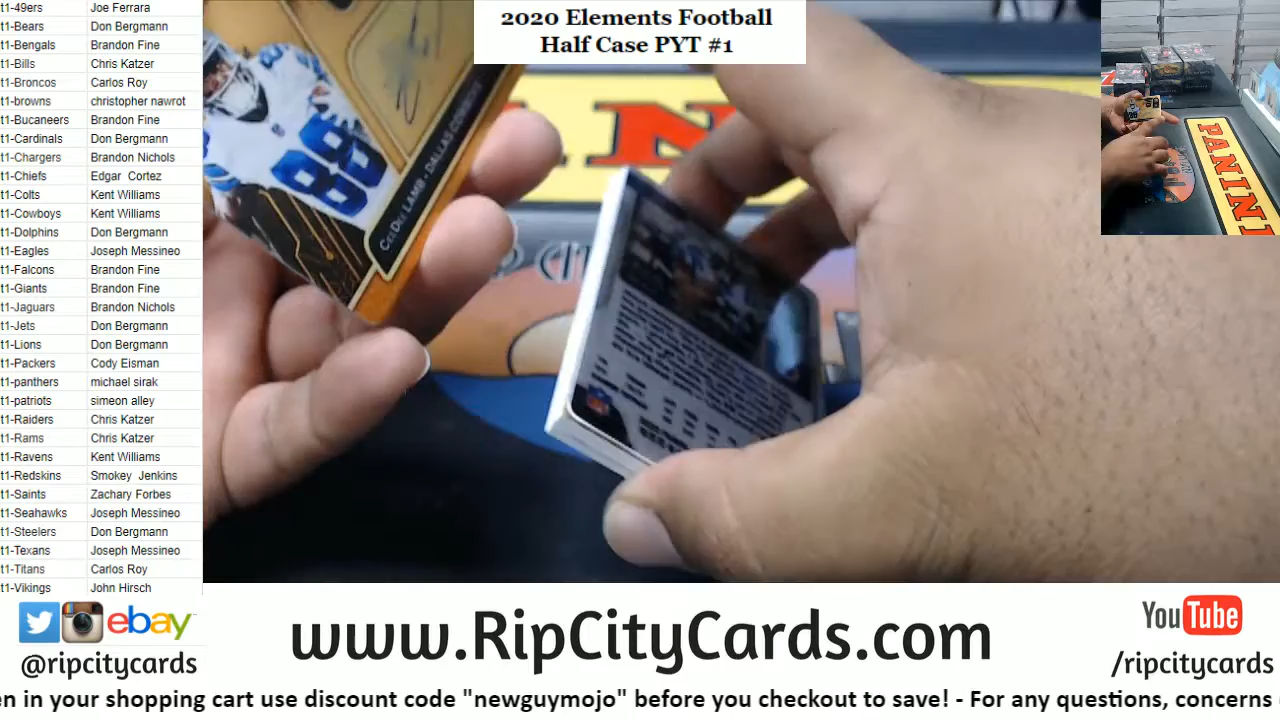 2020 Elements Football
Half Case PYT #1
t1-49ers Joe Ferrara
t1-Bears Don Bergmann
t1-Bengals Brandon Fine
t1-Bills Chris Katzer
t1-Broncos Carlos Roy
t1-browns christopher nawrot
t1-Bucaneers Brandon Fine
t1-Cardinals Don Bergmann
t1-Chargers Brandon Nichols
t1-Chiefs Edgar Cortez
t1-Colts Kent Williams
t1-Cowboys Kent Williams
t1-Dolphins Don Bergmann
t1-Eagles Joseph Messineo
t1-Falcons Brandon Fine
t1-Giants Brandon Fine
t1-Jaguars Brandon Nichols
t1-Jets Don Bergmann
t1-Lions Don Bergmann
t1-Packers Cody Eisman
t1-panthers michael sirak
t1-patriots simeon alley
t1-Raiders Chris Katzer
t1-Rams Chris Katzer
t1-Ravens Kent Williams
t1-Redskins Smokey Jenkins
t1-Saints Zachary Forbes
t1-Seahawks Joseph Messineo
t1-Steelers Don Bergmann
t1-Texans Joseph Messineo
t1-Titans Carlos Roy
t1-Vikings John Hirsch
88
CeeDee LAMB - DALLAS
PANINI
ebay
@ripcitycards
www.RipCityCards.com
YouTube
/ripcitycards
en in your shopping cart use discount code "newguymojo" before you checkout to save! - For any questions, concerns